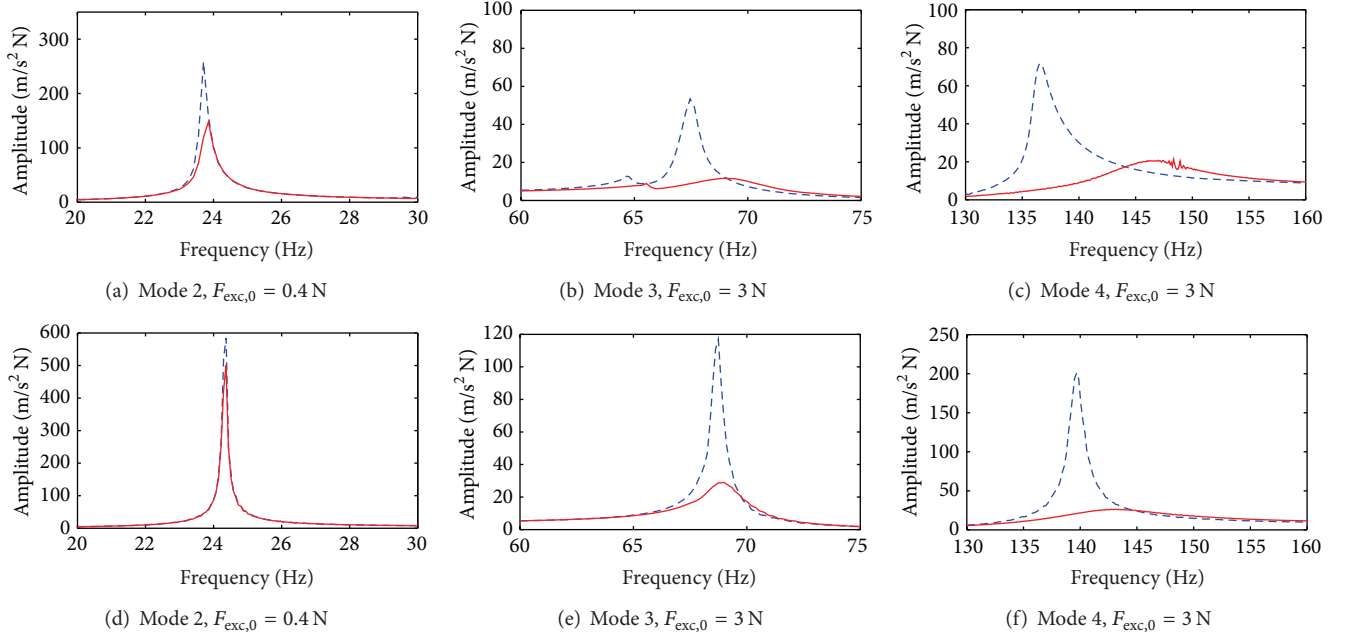 Amplitude (m/s² N)
300
200
100
0
20 22 24 26 28 30
Frequency (Hz)
(a) Mode 2, F_exc,0 = 0.4 N
Amplitude (m/s² N)
100
80
60
40
20
0
60 65 70 75
Frequency (Hz)
(b) Mode 3, F_exc,0 = 3 N
Amplitude (m/s² N)
100
80
60
40
20
0
130 135 140 145 150 155 160
Frequency (Hz)
(c) Mode 4, F_exc,0 = 3 N
Amplitude (m/s² N)
600
500
400
300
200
100
0
20 22 24 26 28 30
Frequency (Hz)
(d) Mode 2, F_exc,0 = 0.4 N
Amplitude (m/s² N)
120
100
80
60
40
20
0
60 65 70 75
Frequency (Hz)
(e) Mode 3, F_exc,0 = 3 N
Amplitude (m/s² N)
250
200
150
100
50
0
130 135 140 145 150 155 160
Frequency (Hz)
(f) Mode 4, F_exc,0 = 3 N